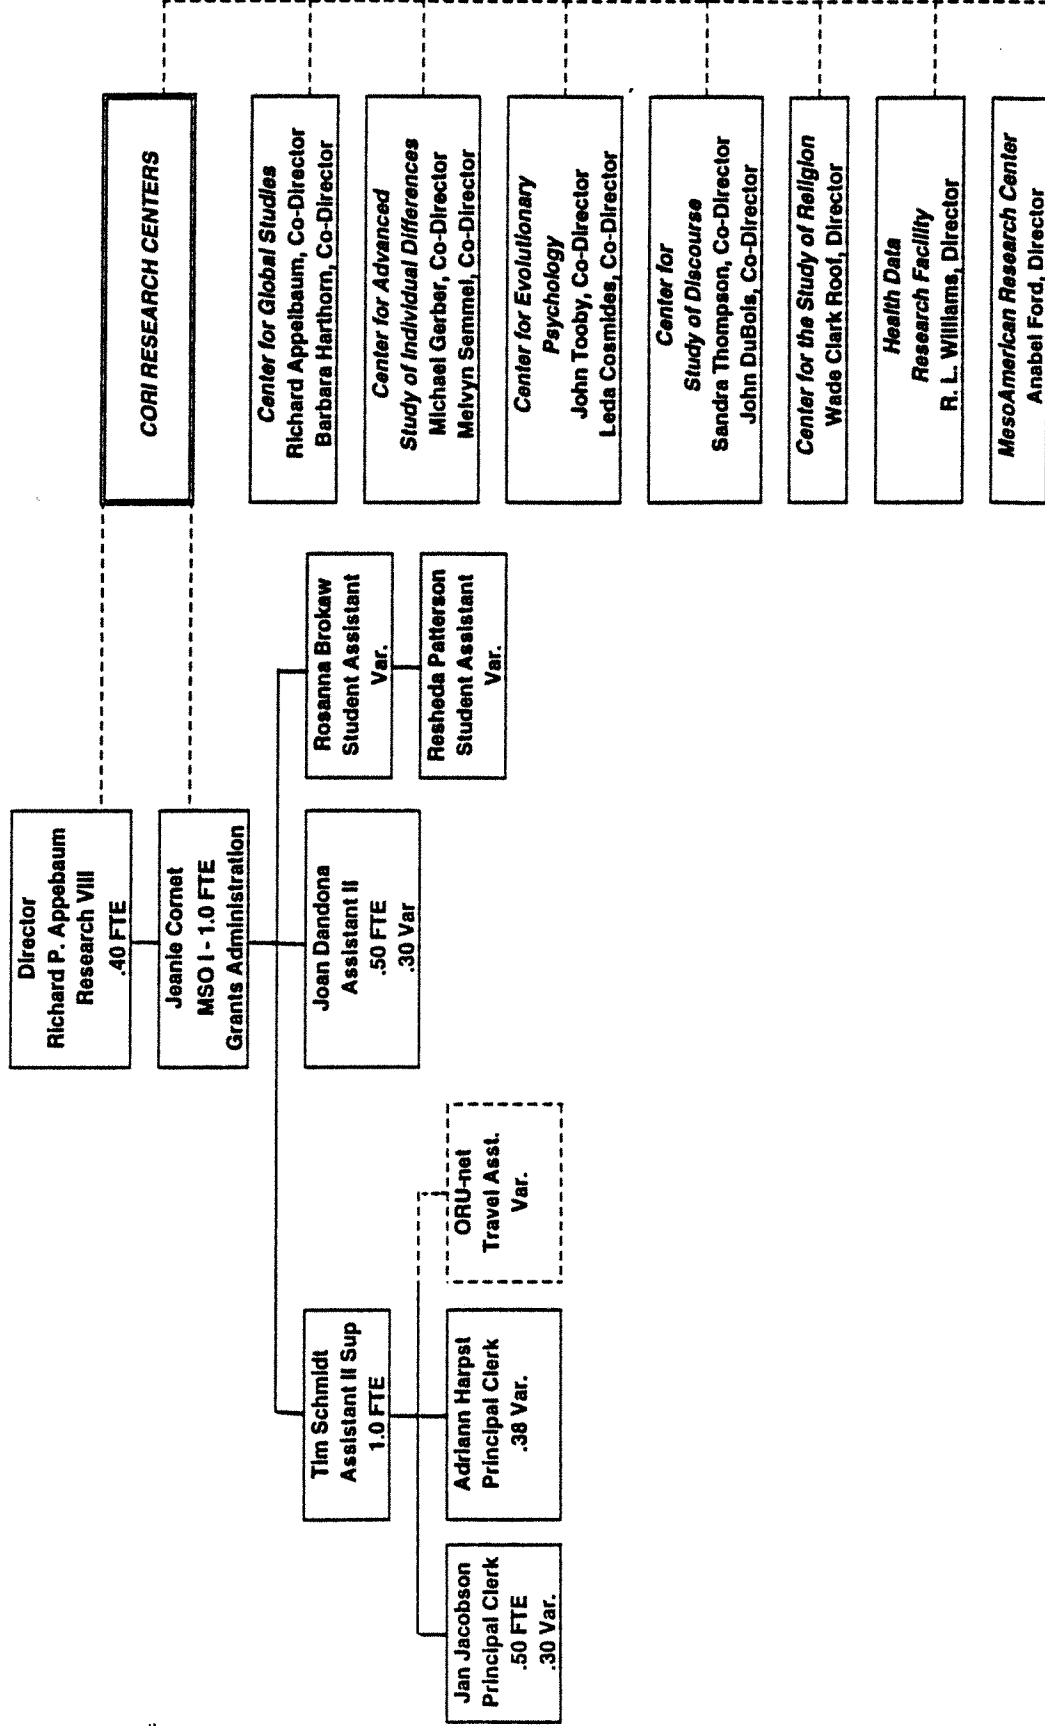 Director
Richard P. Appebaum
Research VIII
.40 FTE
Jeanie Cornet
MSO I - 1.0 FTE
Grants Administration
Tim Schmidt
Assistant II Sup
1.0 FTE
Joan Dandona
Assistant II
.50 FTE
.30 Var
Rosanna Brokaw
Student Assistant
Var.
Resheda Patterson
Student Assistant
Var.
Jan Jacobson
Principal Clerk
.50 FTE
.30 Var.
Adriann Harpst
Principal Clerk
.38 Var.
ORU-net
Travel Asst.
Var.
CORI RESEARCH CENTERS
Center for Global Studies
Richard Appelbaum, Co-Director
Barbara Harthorn, Co-Director
Center for Advanced
Study of Individual Differences
Michael Gerber, Co-Director
Melvyn Semmel, Co-Director
Center for Evolutionary
Psychology
John Tooby, Co-Director
Leda Cosmides, Co-Director
Center for
Study of Discourse
Sandra Thompson, Co-Director
John DuBois, Co-Director
Center for the Study of Religion
Wade Clark Roof, Director
Health Data
Research Facility
R. L. Williams, Director
MesoAmerican Research Center
Anabel Ford, Director